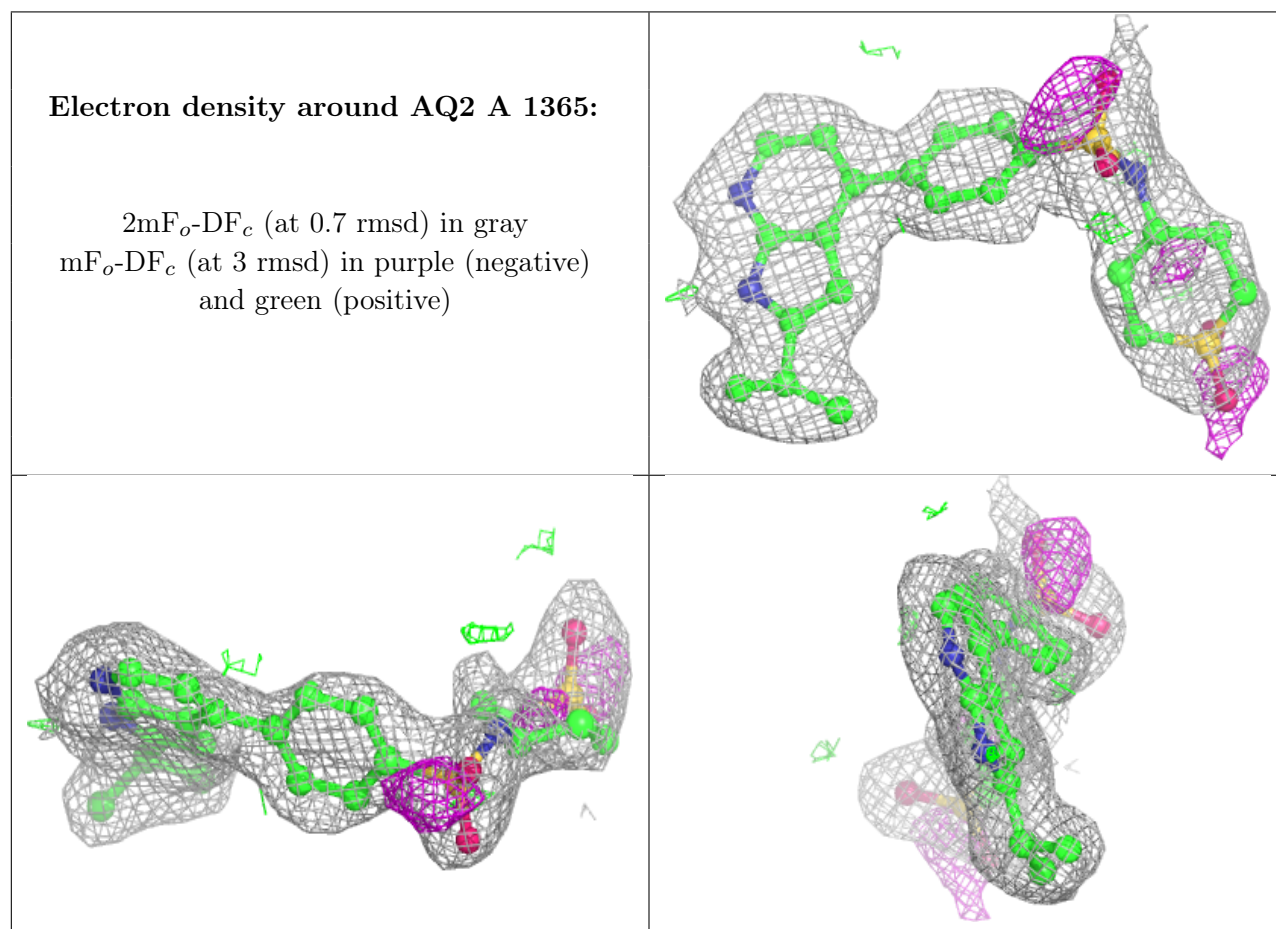 Electron density around AQ2 A 1365:
2mFₒ-DF𝒸 (at 0.7 rmsd) in gray
mFₒ-DF𝒸 (at 3 rmsd) in purple (negative)
and green (positive)